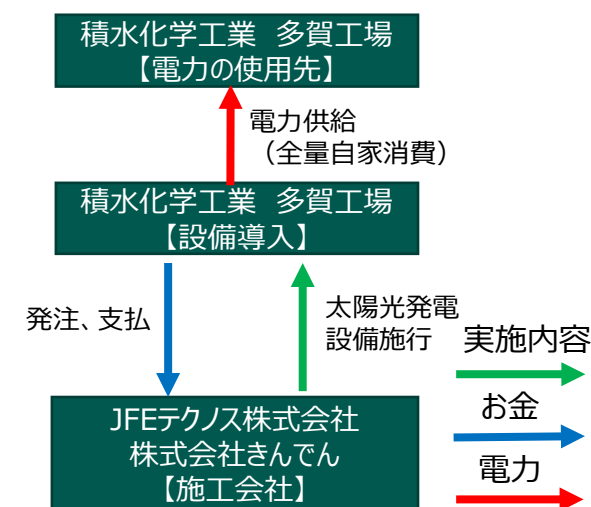 積水化学工業 多賀工場
【電力の使用先】
電力供給
（全量自家消費）
積水化学工業 多賀工場
【設備導入】
発注、支払
太陽光発電
設備施行
実施内容
お金
電力
JFEテクノス株式会社
株式会社きんでん
【施工会社】